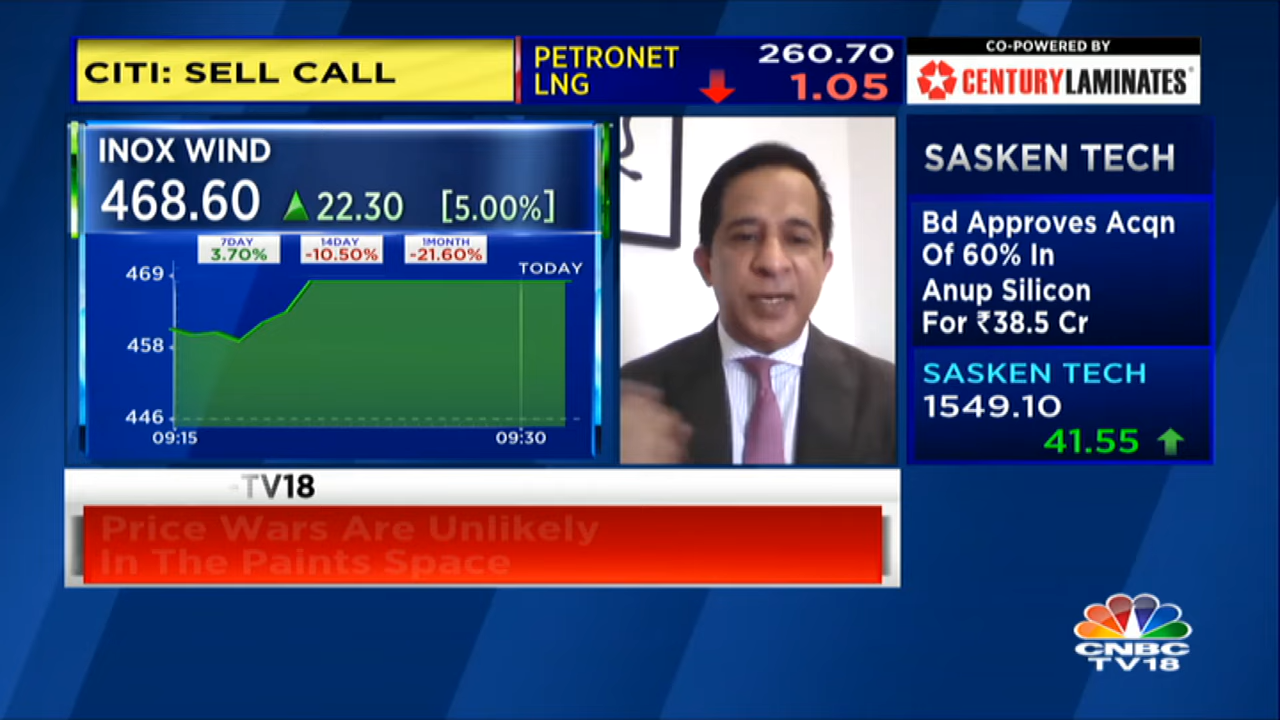 CITI: SELL CALL
PETRONET
LNG
260.70
1.05
CO-POWERED BY
CENTURYLAMINATES
INOX WIND
468.60 22.30 [5.00%]
7DAY
3.70%
14DAY
-10.50%
1MONTH
-21.60%
TODAY
469
458
446
09:15
09:30
SASKEN TECH
Bd Approves Acqn
Of 60% In
Anup Silicon
For ₹38.5 Cr
SASKEN TECH
1549.10
41.55
-TV18
Price Wars Are Unlikely
In The Paints Space
CNBC
TV18